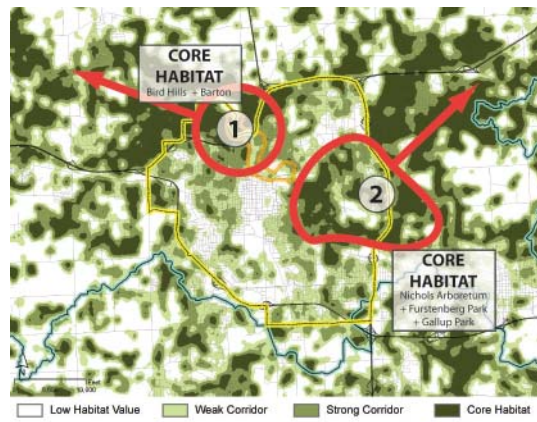 CORE
HABITAT
Bird Hills + Barton
1
2
CORE
HABITAT
Nichols Arboretum
+ Furstenberg Park
+ Gallup Park
Low Habitat Value
Weak Corridor
Strong Corridor
Core Habitat